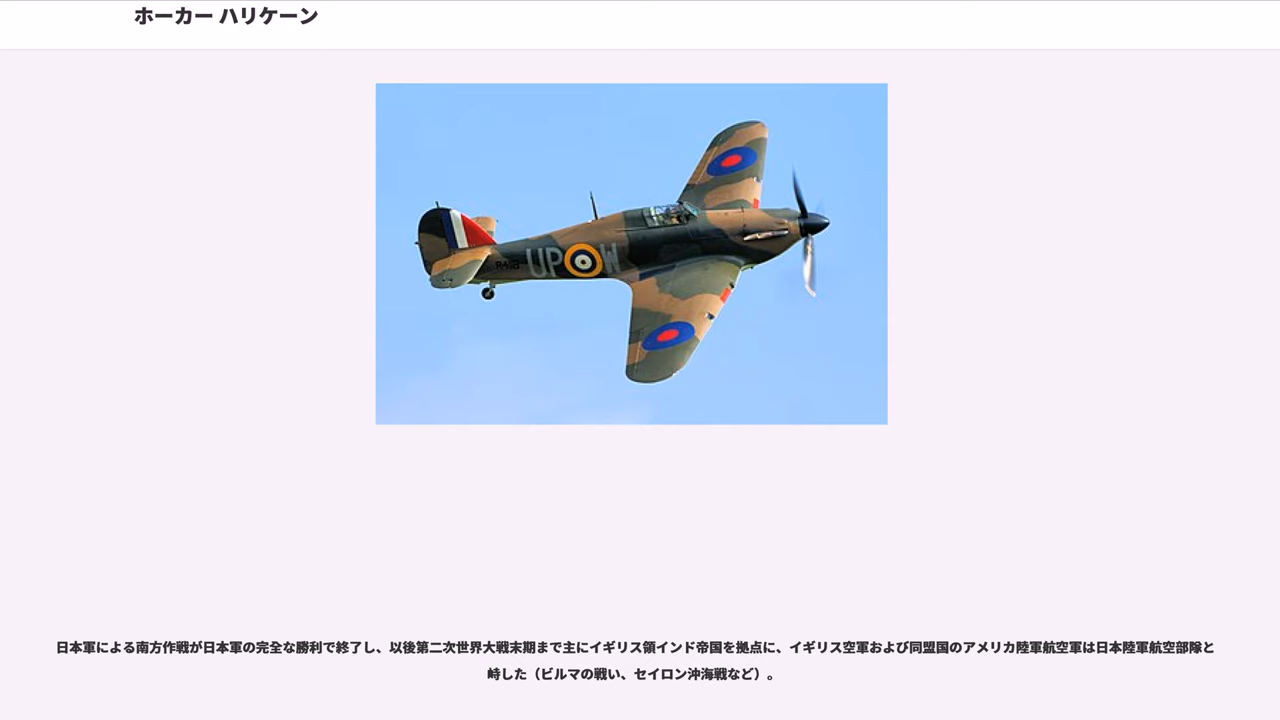 ホーカー ハリケーン
UP W
日本軍による南方作戦が日本軍の完全な勝利で終了し、以後第二次世界大戦末期まで主にイギリス領インド帝国を拠点に、イギリス空軍および同盟国のアメリカ陸軍航空軍は日本陸軍航空部隊と
峙した（ビルマの戦い、セイロン沖海戦など）。